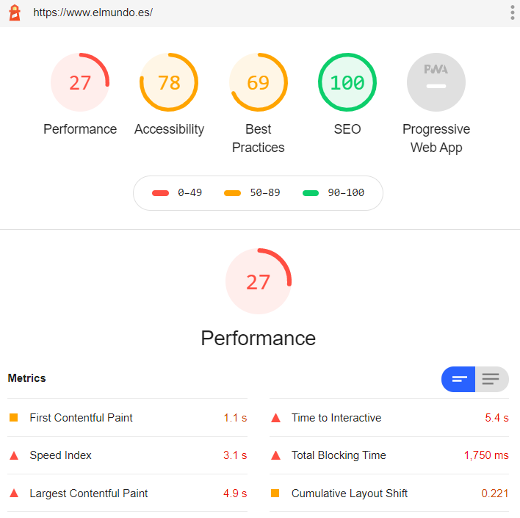 https://www.elmundo.es/
27 78 69 100 PWA
Performance Accessibility Best Practices SEO Progressive Web App
0–49 50–89 90–100
27
Performance
Metrics
First Contentful Paint 1.1 s
Time to Interactive 5.4 s
Speed Index 3.1 s
Total Blocking Time 1,750 ms
Largest Contentful Paint 4.9 s
Cumulative Layout Shift 0.221